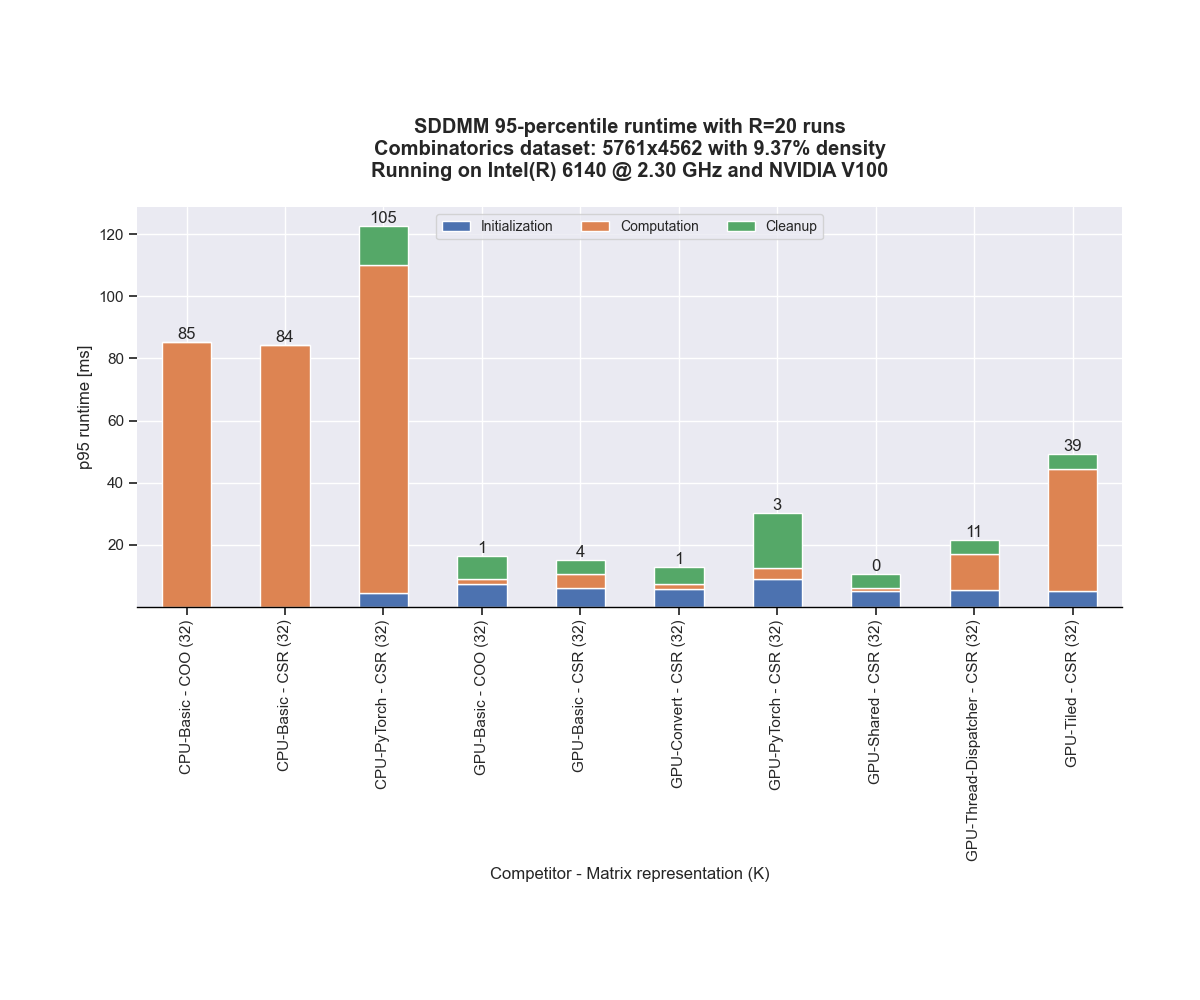 SDDMM 95-percentile runtime with R=20 runs
Combinatorics dataset: 5761x4562 with 9.37% density
Running on Intel(R) 6140 @ 2.30 GHz and NVIDIA V100
Initialization
Computation
Cleanup
p95 runtime [ms]
120
100
80
60
40
20
85
84
105
1
4
1
3
0
11
39
CPU-Basic - COO (32)
CPU-Basic - CSR (32)
CPU-PyTorch - CSR (32)
GPU-Basic - COO (32)
GPU-Basic - CSR (32)
GPU-Convert - CSR (32)
GPU-PyTorch - CSR (32)
GPU-Shared - CSR (32)
GPU-Thread-Dispatcher - CSR (32)
GPU-Tiled - CSR (32)
Competitor - Matrix representation (K)